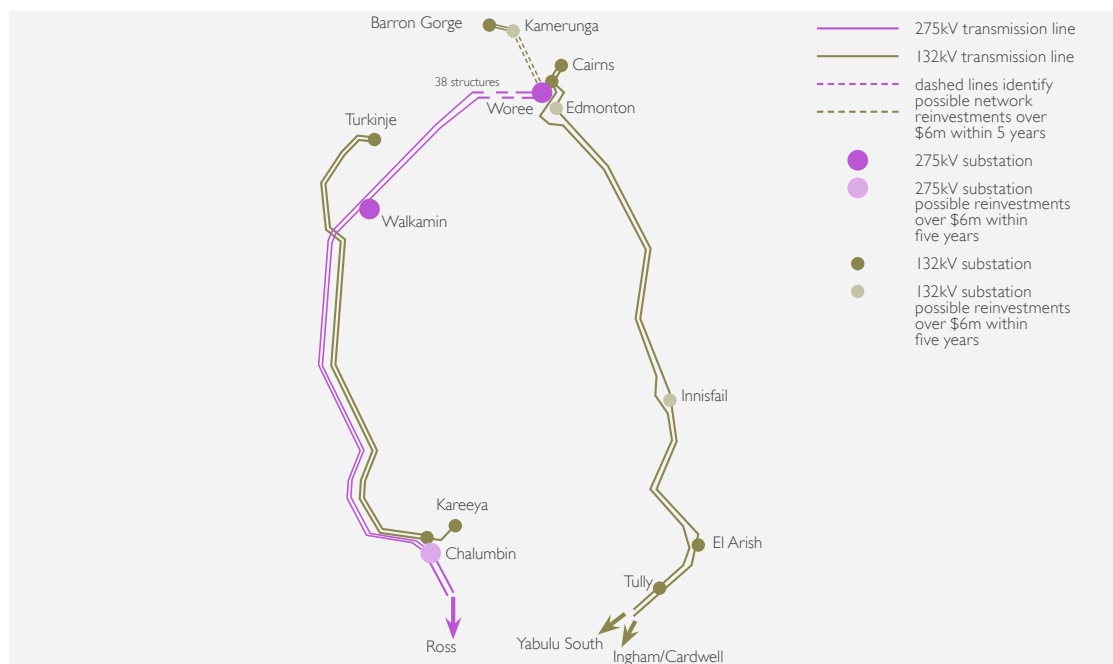 Barron Gorge
Kamerunga
Cairns
38 structures
Woree
Edmonton
Turkinje
Walkamin
Innisfail
Kareeya
Chalumbin
El Arish
Tully
Ross
Yabulu South
Ingham/Cardwell
275kV transmission line
132kV transmission line
dashed lines identify
possible network
reinvestments over
$6m within 5 years
275kV substation
275kV substation
possible reinvestments
over $6m within
five years
132kV substation
132kV substation
possible reinvestments
over $6m within
five years